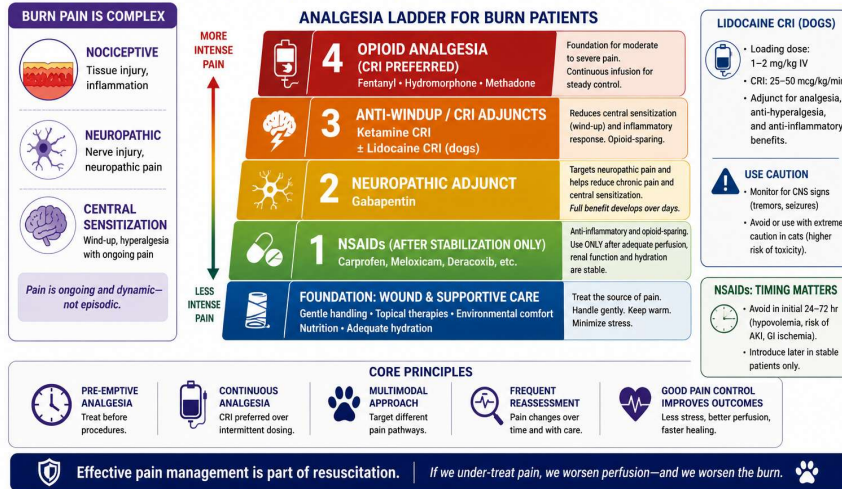 BURN PAIN IS COMPLEX
NOCICEPTIVE
Tissue injury,
inflammation
NEUROPATHIC
Nerve injury,
neuropathic pain
CENTRAL
SENSITIZATION
Wind-up, hyperalgesia
with ongoing pain
Pain is ongoing and dynamic—
not episodic.
ANALGESIA LADDER FOR BURN PATIENTS
MORE
INTENSE
PAIN
LESS
INTENSE
PAIN
4 OPIOID ANALGESIA
(CRI PREFERRED)
Fentanyl • Hydromorphone • Methadone
Foundation for moderate
to severe pain.
Continuous infusion for
steady control.
3 ANTI-WINDUP / CRI ADJUNCTS
Ketamine CRI
± Lidocaine CRI (dogs)
Reduces central sensitization
(wind-up) and inflammatory
response. Opioid-sparing.
2 NEUROPATHIC ADJUNCT
Gabapentin
Targets neuropathic pain and
helps reduce chronic pain and
central sensitization.
Full benefit develops over days.
1 NSAIDs (AFTER STABILIZATION ONLY)
Carprofen, Meloxicam, Deracoxib, etc.
Anti-inflammatory and opioid-sparing.
Use ONLY after adequate perfusion,
renal function and hydration
are stable.
FOUNDATION: WOUND & SUPPORTIVE CARE
Gentle handling • Topical therapies • Environmental comfort
Nutrition • Adequate hydration
Treat the source of pain.
Handle gently. Keep warm.
Minimize stress.
LIDOCAINE CRI (DOGS)
• Loading dose:
1–2 mg/kg IV
• CRI: 25–50 mcg/kg/min
• Adjunct for analgesia,
anti-hyperalgesia,
and anti-inflammatory
benefits.
USE CAUTION
• Monitor for CNS signs
(tremors, seizures)
• Avoid or use with extreme
caution in cats (higher
risk of toxicity).
NSAIDs: TIMING MATTERS
• Avoid in initial 24–72 hr
(hypovolemia, risk of
AKI, GI ischemia).
• Introduce later in stable
patients only.
CORE PRINCIPLES
PRE-EMPTIVE
ANALGESIA
Treat before
procedures.
CONTINUOUS
ANALGESIA
CRI preferred over
intermittent dosing.
MULTIMODAL
APPROACH
Target different
pain pathways.
FREQUENT
REASSESSMENT
Pain changes over
time and with care.
GOOD PAIN CONTROL
IMPROVES OUTCOMES
Less stress, better perfusion,
faster healing.
Effective pain management is part of resuscitation. | If we under-treat pain, we worsen perfusion—and we worsen the burn.